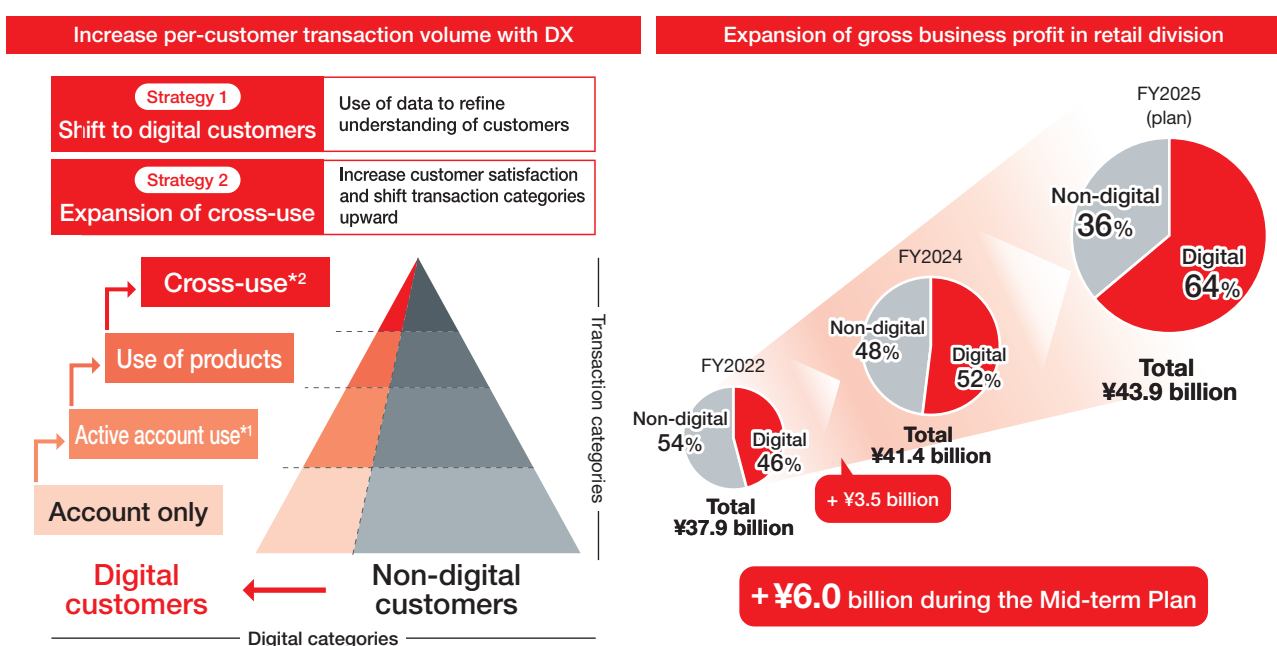 Increase per-customer transaction volume with DX
Strategy 1
Shift to digital customers
Use of data to refine
understanding of customers
Strategy 2
Expansion of cross-use
Increase customer satisfaction
and shift transaction categories
upward
Cross-use*2
Use of products
Active account use*1
Account only
Transaction categories
Digital
customers
Non-digital
customers
Digital categories
Expansion of gross business profit in retail division
FY2022
Non-digital
54%
Digital
46%
Total
¥37.9 billion
+ ¥3.5 billion
FY2024
Non-digital
48%
Digital
52%
Total
¥41.4 billion
FY2025
(plan)
Non-digital
36%
Digital
64%
Total
¥43.9 billion
+ ¥6.0 billion during the Mid-term Plan